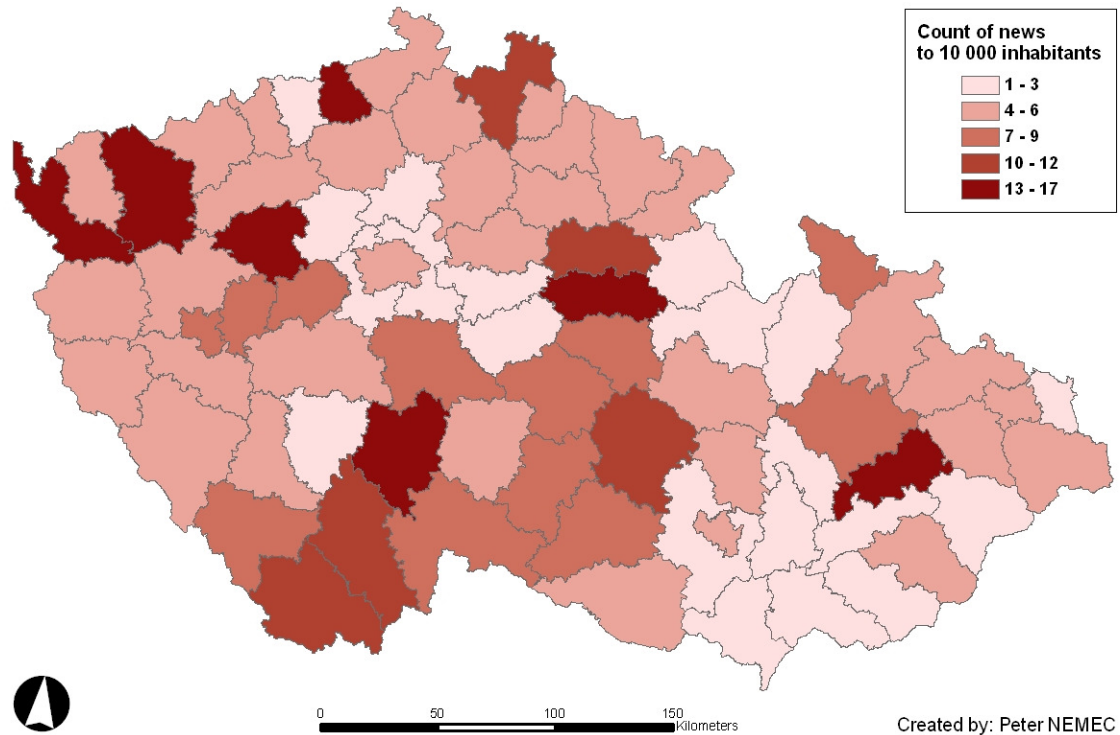 Count of news
to 10 000 inhabitants
1 - 3
4 - 6
7 - 9
10 - 12
13 - 17
0 50 100 150
Kilometers
Created by: Peter NEMEC